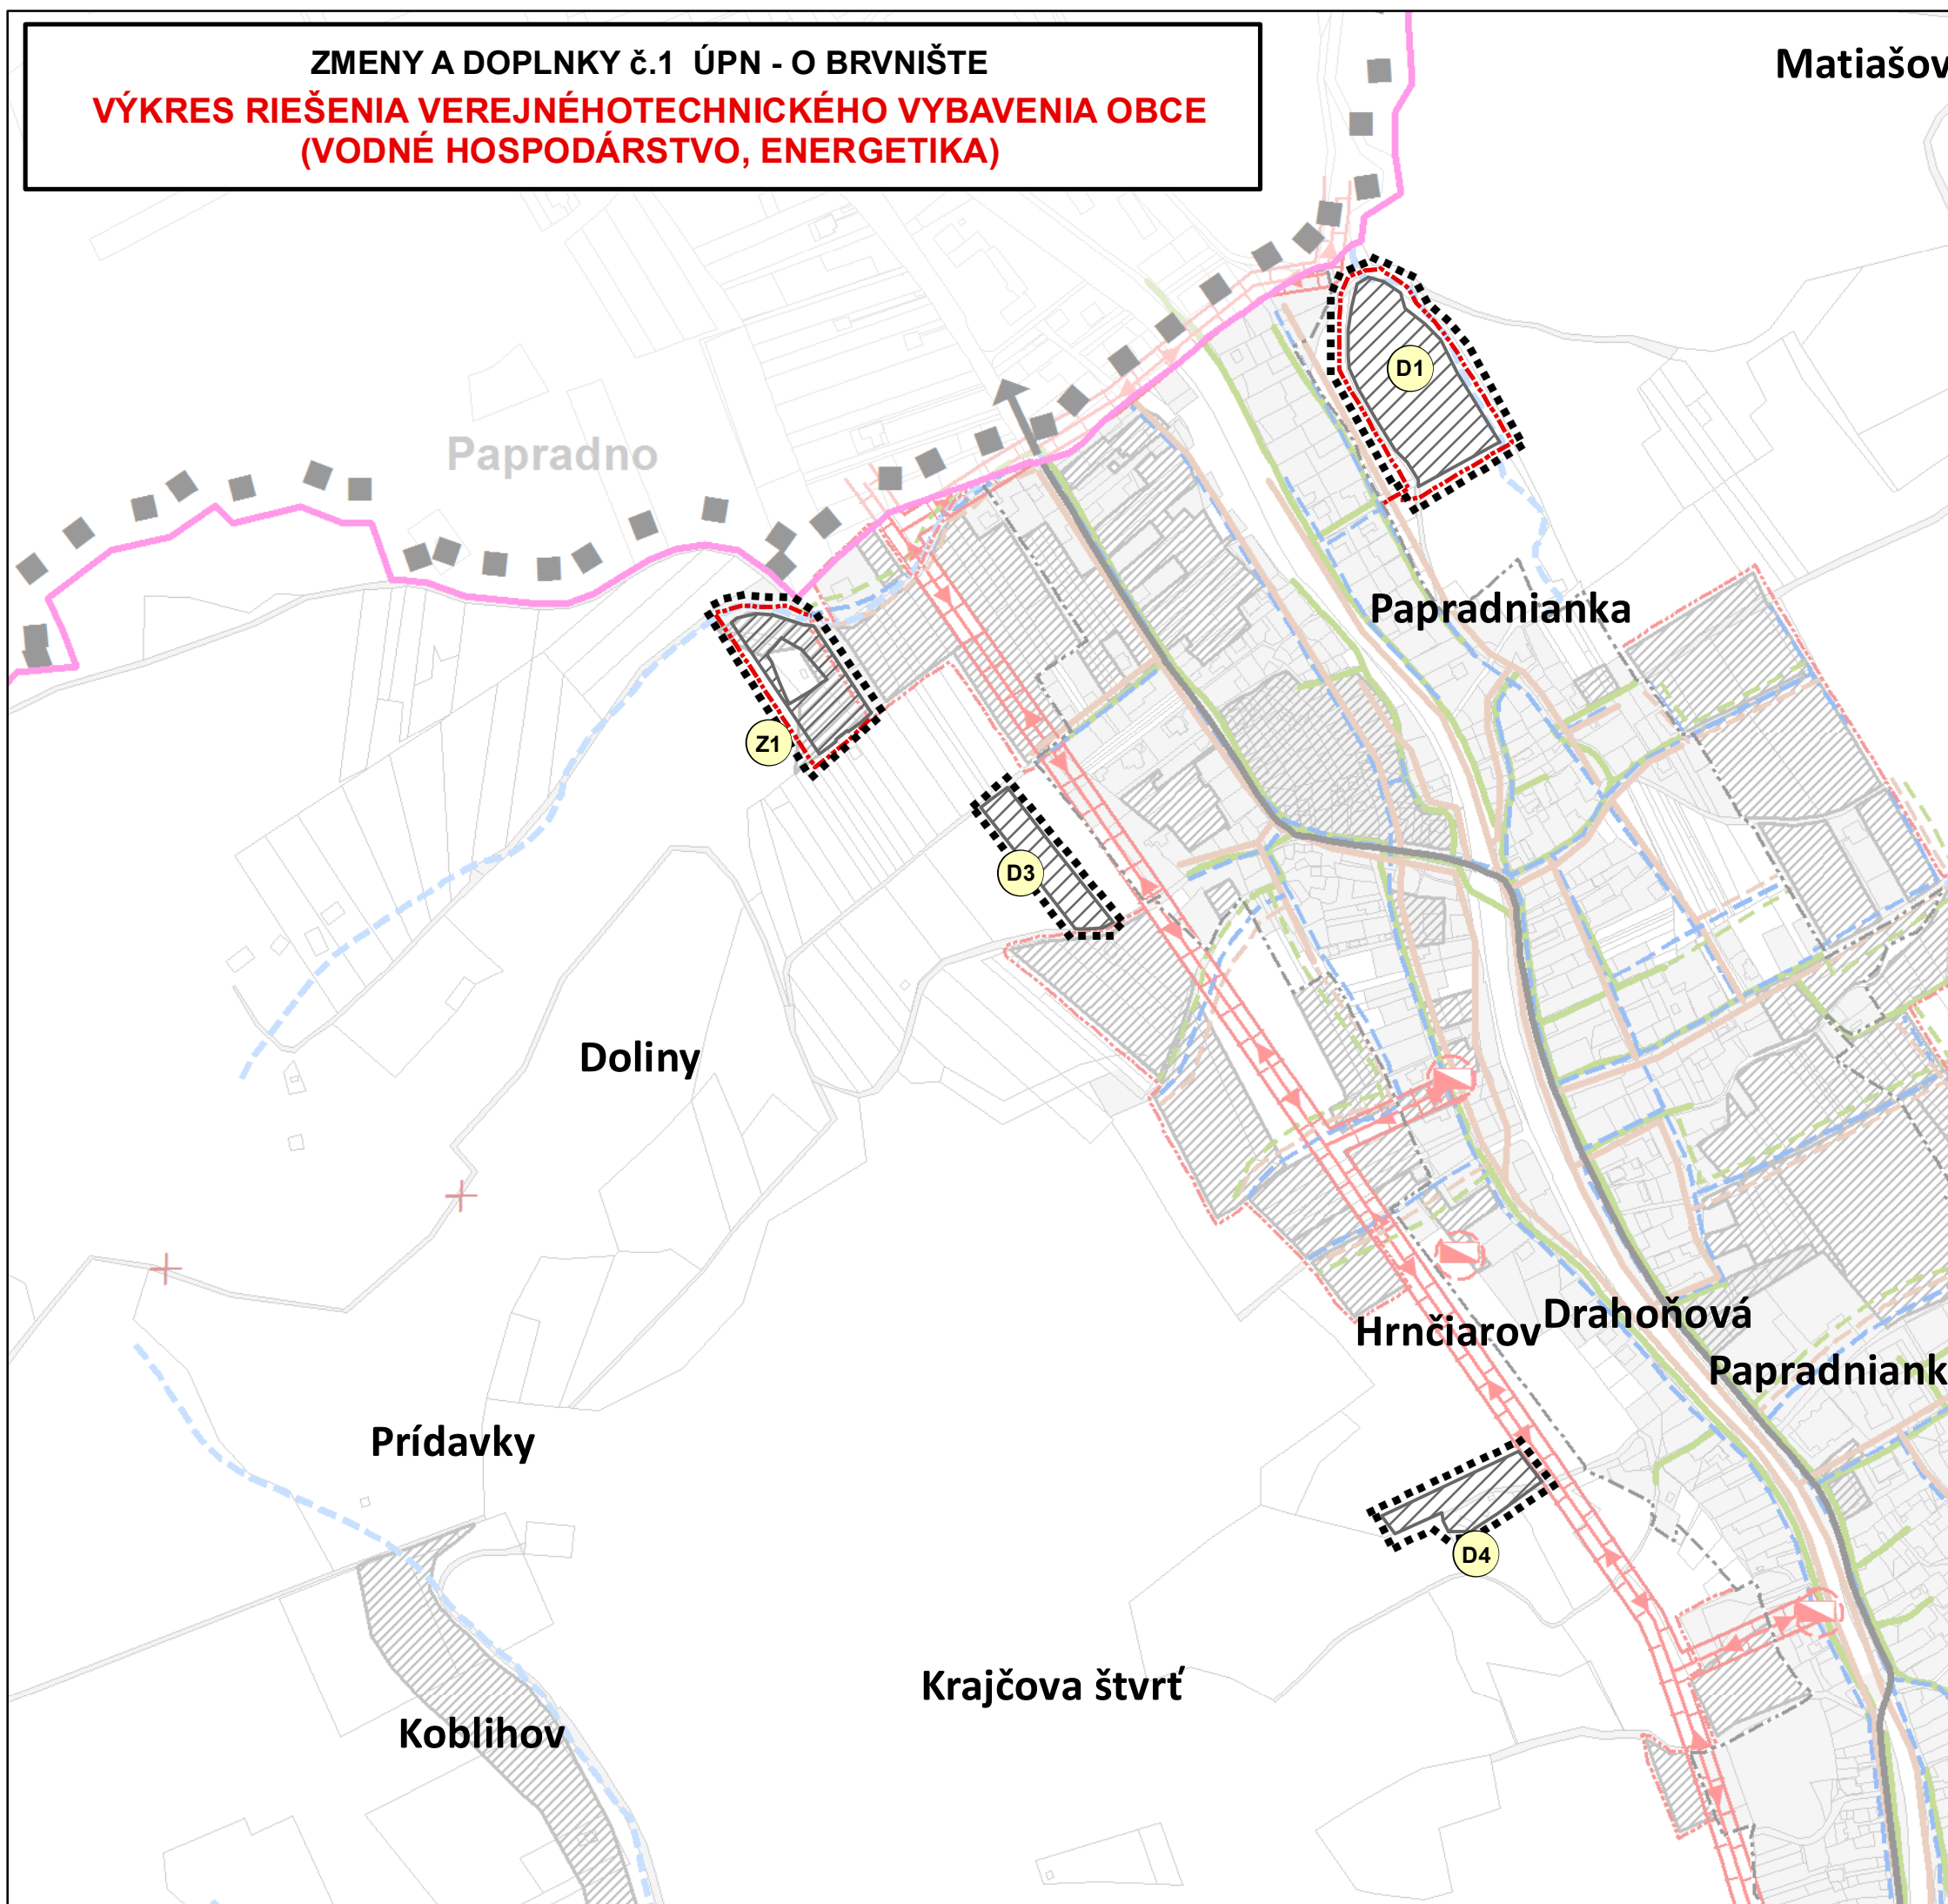 ZMENY A DOPLNKY č.1 ÚPN - O BRVNIŠTE
VÝKRES RIEŠENIA VEREJNÉHOTECHNICKÉHO VYBAVENIA OBCE
(VODNÉ HOSPODÁRSTVO, ENERGETIKA)
Matiašov
D1
Papradno
Papradnianka
Z1
D3
Doliny
Drahoňová
Hrnčiarov
Papradniank
Prídavky
D4
Krajčova štvrť
Koblihov